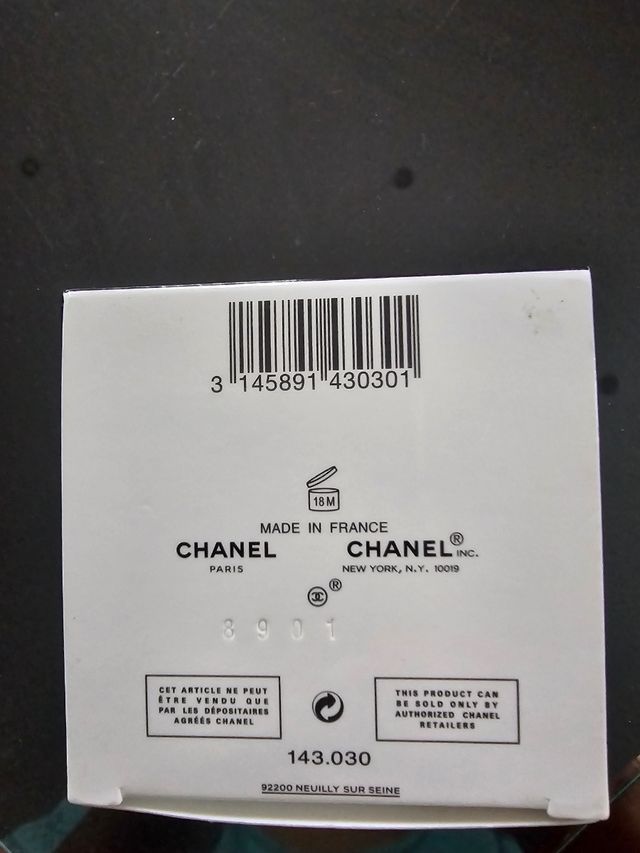 3 145891 430301
18M
MADE IN FRANCE
CHANEL
PARIS
CHANEL® INC.
NEW YORK, N.Y. 10019
®
8901
CET ARTICLE NE PEUT
ÊTRE VENDU QUE
PAR LES DÉPOSITAIRES
AGRÉÉS CHANEL
THIS PRODUCT CAN
BE SOLD ONLY BY
AUTHORIZED CHANEL
RETAILERS
143.030
92200 NEUILLY SUR SEINE